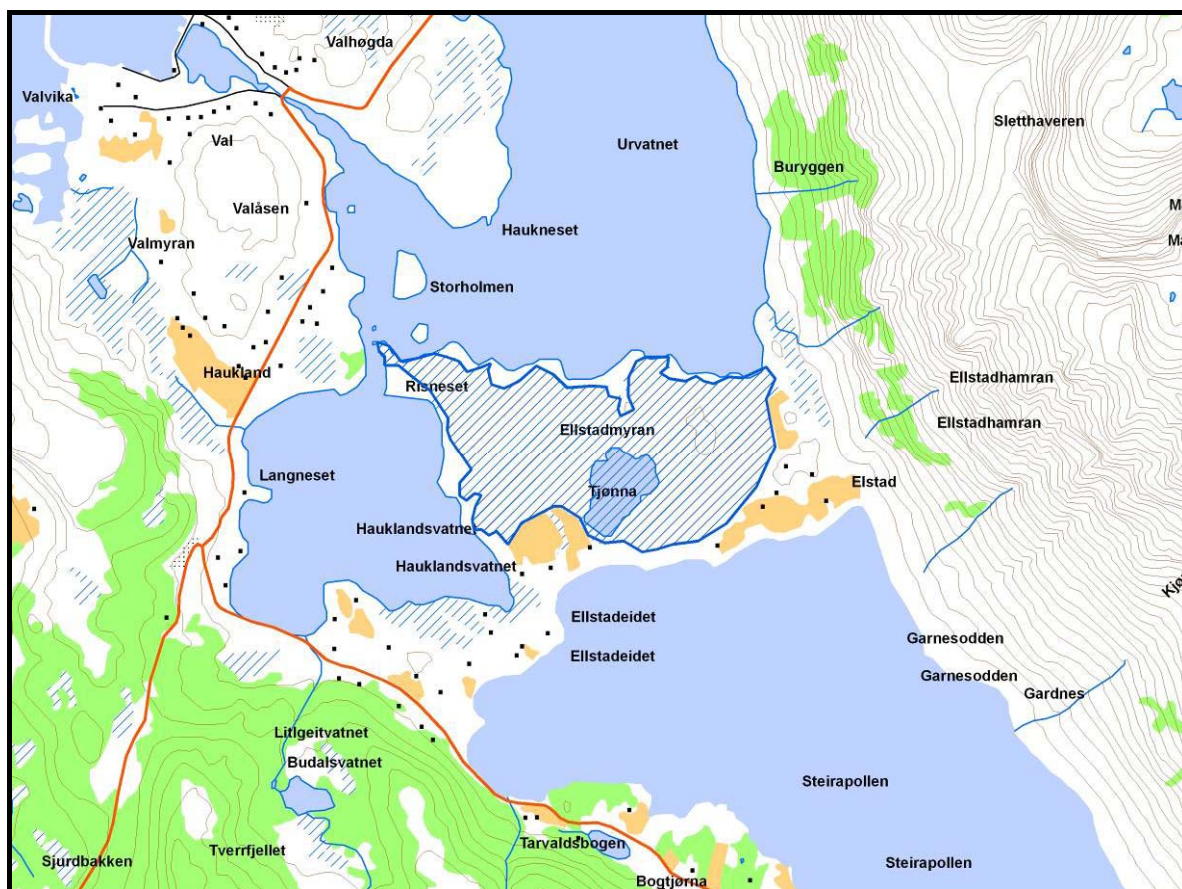 Valhøgda
Valvika
Sletthaveren
Val
Urvatnet
Buryggen
Valåsen
Haukneset
Valmyran
Storholmen
Haukland
Risneset
Ellstadhamran
Ellstadhamran
Ellstadmyran
Langneset
Elstad
Tjønna
Hauklandsvatnet
Hauklandsvatnet
Ellstadeidet
Garnesodden
Ellstadeidet
Garnesodden
Gardnes
Litlgeitvatnet
Budalsvatnet
Steirapollen
Tarvaldsbogen
Tverrfjellet
Sjurdbakken
Steirapollen
Bogtjørna